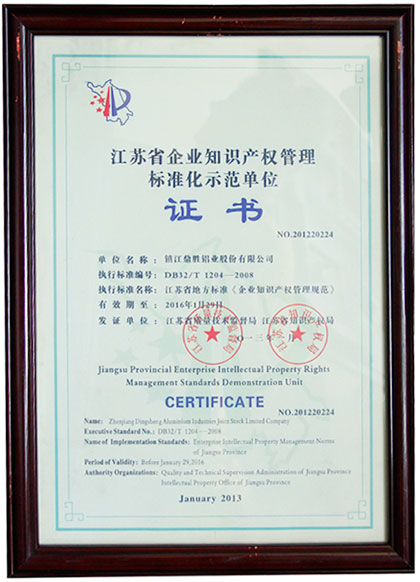 江苏省企业知识产权管理
标准化示范单位
证书
NO.201220224
单位名称：镇江鼎胜铝业股份有限公司
执行标准编号：DB32/T 1204—2008
执行标准名称：江苏省地方标准《企业知识产权管理规范》
有效期至：2016年1月29日
发证单位：江苏省质量技术监督局 江苏省知识产权局
二〇一三年一月
Jiangsu Provincial Enterprise Intellectual Property Rights
Management Standards Demonstration Unit
CERTIFICATE
NO.201220224
Name: Zhenjiang Dingsheng Aluminium Industries Joint Stock Limited Company
Executive Standard No.: DB32/T 1204—2008
Name of Implementation Standards: Enterprise Intellectual Property Management Norms
of Jiangsu Province
Period of Validity: Before January 29,2016
Authority Organizations: Quality and Technical Supervision Administration of Jiangsu Province
Intellectual Property Office of Jiangsu Province
January 2013